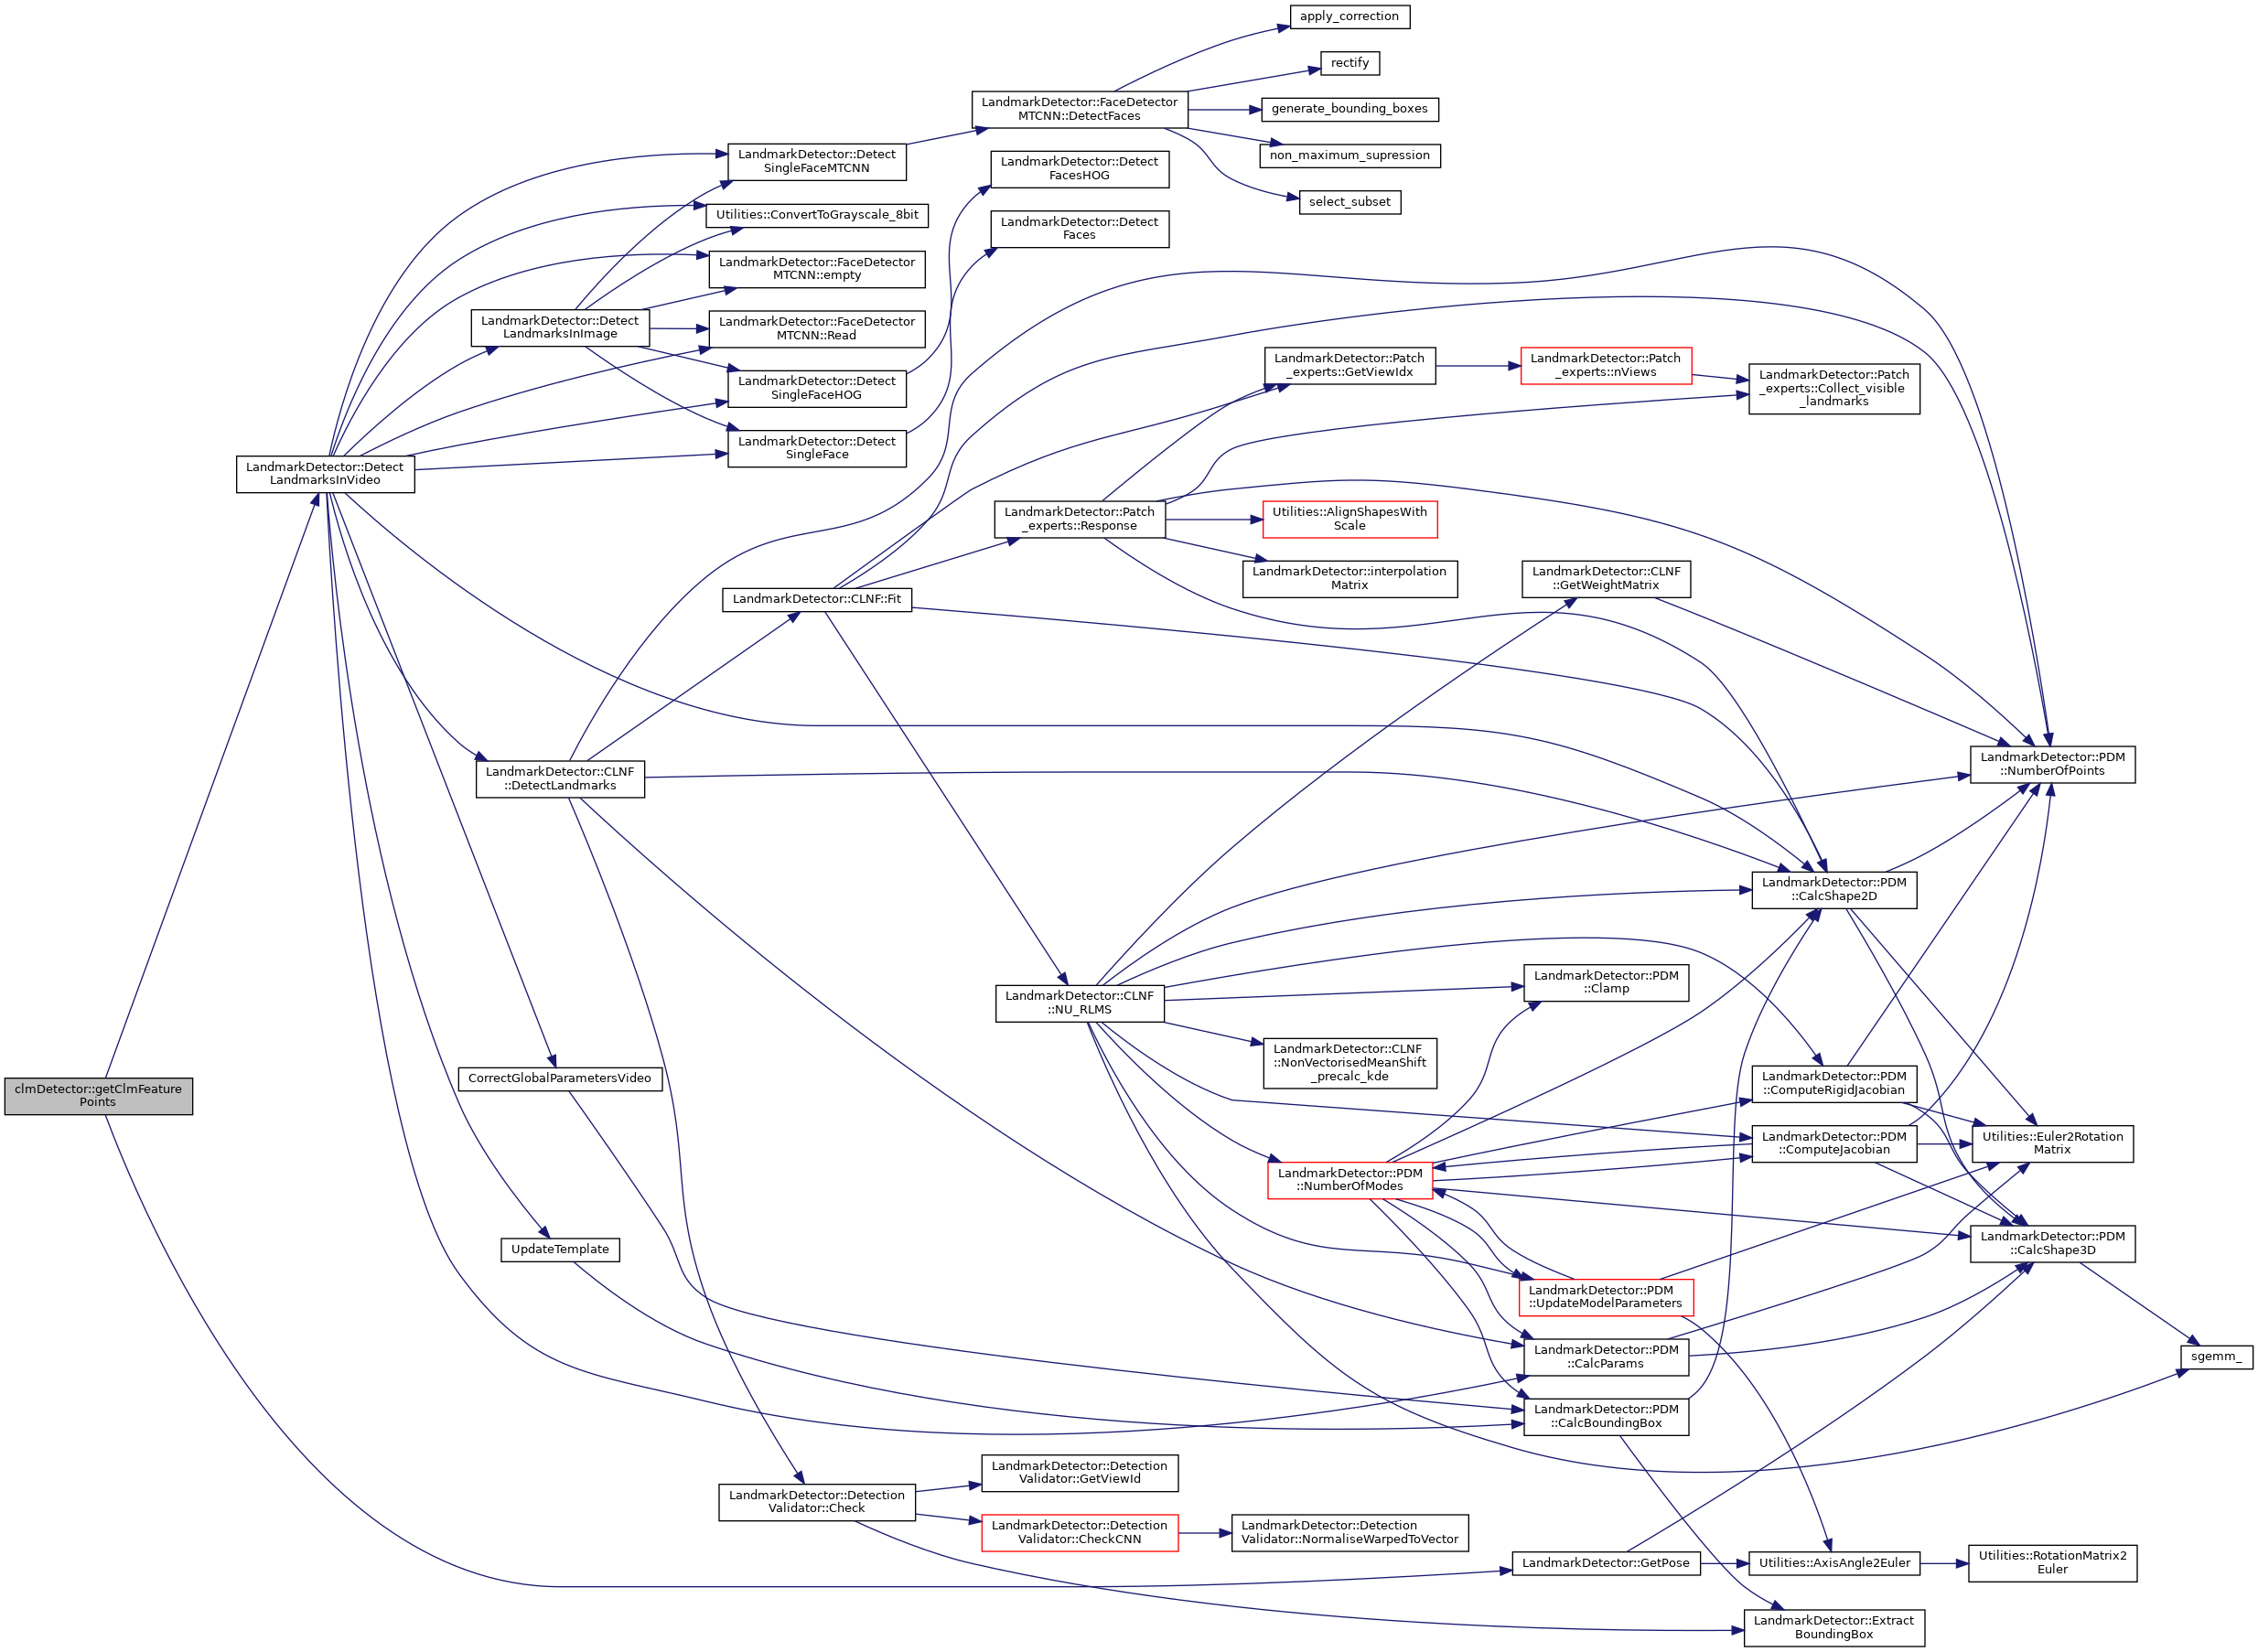 apply_correction
rectify
LandmarkDetector::FaceDetector
MTCNN::DetectFaces
generate_bounding_boxes
non_maximum_supression
LandmarkDetector::Detect
SingleFaceMTCNN
LandmarkDetector::Detect
FacesHOG
select_subset
Utilities::ConvertToGrayscale_8bit
LandmarkDetector::Detect
Faces
LandmarkDetector::FaceDetector
MTCNN::empty
LandmarkDetector::Detect
LandmarksInImage
LandmarkDetector::FaceDetector
MTCNN::Read
LandmarkDetector::Patch
_experts::GetViewIdx
LandmarkDetector::Patch
_experts::nViews
LandmarkDetector::Patch
_experts::Collect_visible
_landmarks
LandmarkDetector::Detect
SingleFaceHOG
LandmarkDetector::Detect
SingleFace
LandmarkDetector::Detect
LandmarksInVideo
LandmarkDetector::Patch
_experts::Response
Utilities::AlignShapesWith
Scale
LandmarkDetector::interpolation
Matrix
LandmarkDetector::CLNF
::GetWeightMatrix
LandmarkDetector::CLNF::Fit
LandmarkDetector::PDM
::NumberOfPoints
LandmarkDetector::CLNF
::DetectLandmarks
LandmarkDetector::PDM
::CalcShape2D
LandmarkDetector::PDM
::Clamp
LandmarkDetector::CLNF
::NU_RLMS
LandmarkDetector::CLNF
::NonVectorisedMeanShift
_precalc_kde
CorrectGlobalParametersVideo
clmDetector::getClmFeature
Points
LandmarkDetector::PDM
::ComputeRigidJacobian
LandmarkDetector::PDM
::ComputeJacobian
Utilities::Euler2Rotation
Matrix
LandmarkDetector::PDM
::NumberOfModes
UpdateTemplate
LandmarkDetector::PDM
::CalcShape3D
LandmarkDetector::PDM
::UpdateModelParameters
LandmarkDetector::PDM
::CalcParams
sgemm_
LandmarkDetector::PDM
::CalcBoundingBox
LandmarkDetector::Detection
Validator::GetViewId
LandmarkDetector::Detection
Validator::Check
LandmarkDetector::Detection
Validator::CheckCNN
LandmarkDetector::Detection
Validator::NormaliseWarpedToVector
LandmarkDetector::GetPose
Utilities::AxisAngle2Euler
Utilities::RotationMatrix2
Euler
LandmarkDetector::Extract
BoundingBox